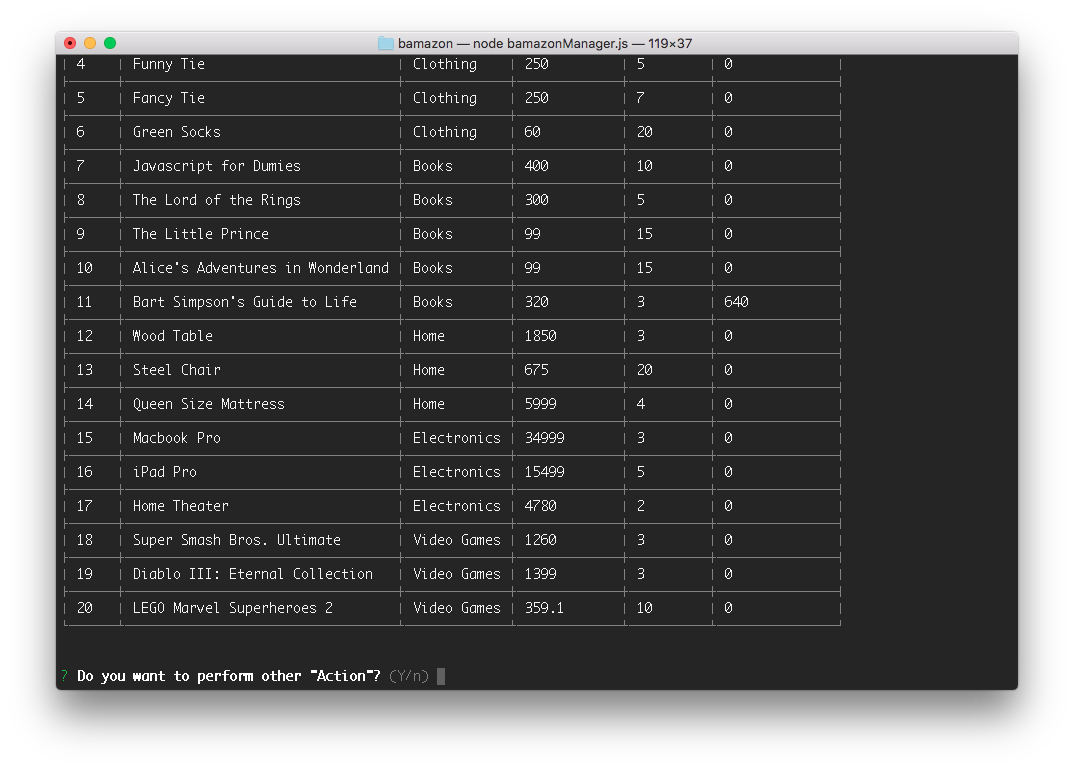 bamazon — node bamazonManager.js — 119×37
4 Funny Tie Clothing 250 5 0
5 Fancy Tie Clothing 250 7 0
6 Green Socks Clothing 60 20 0
7 Javascript for Dumies Books 400 10 0
8 The Lord of the Rings Books 300 5 0
9 The Little Prince Books 99 15 0
10 Alice's Adventures in Wonderland Books 99 15 0
11 Bart Simpson's Guide to Life Books 320 3 640
12 Wood Table Home 1850 3 0
13 Steel Chair Home 675 20 0
14 Queen Size Mattress Home 5999 4 0
15 Macbook Pro Electronics 34999 3 0
16 iPad Pro Electronics 15499 5 0
17 Home Theater Electronics 4780 2 0
18 Super Smash Bros. Ultimate Video Games 1260 3 0
19 Diablo III: Eternal Collection Video Games 1399 3 0
20 LEGO Marvel Superheroes 2 Video Games 359.1 10 0
? Do you want to perform other "Action"? (Y/n)